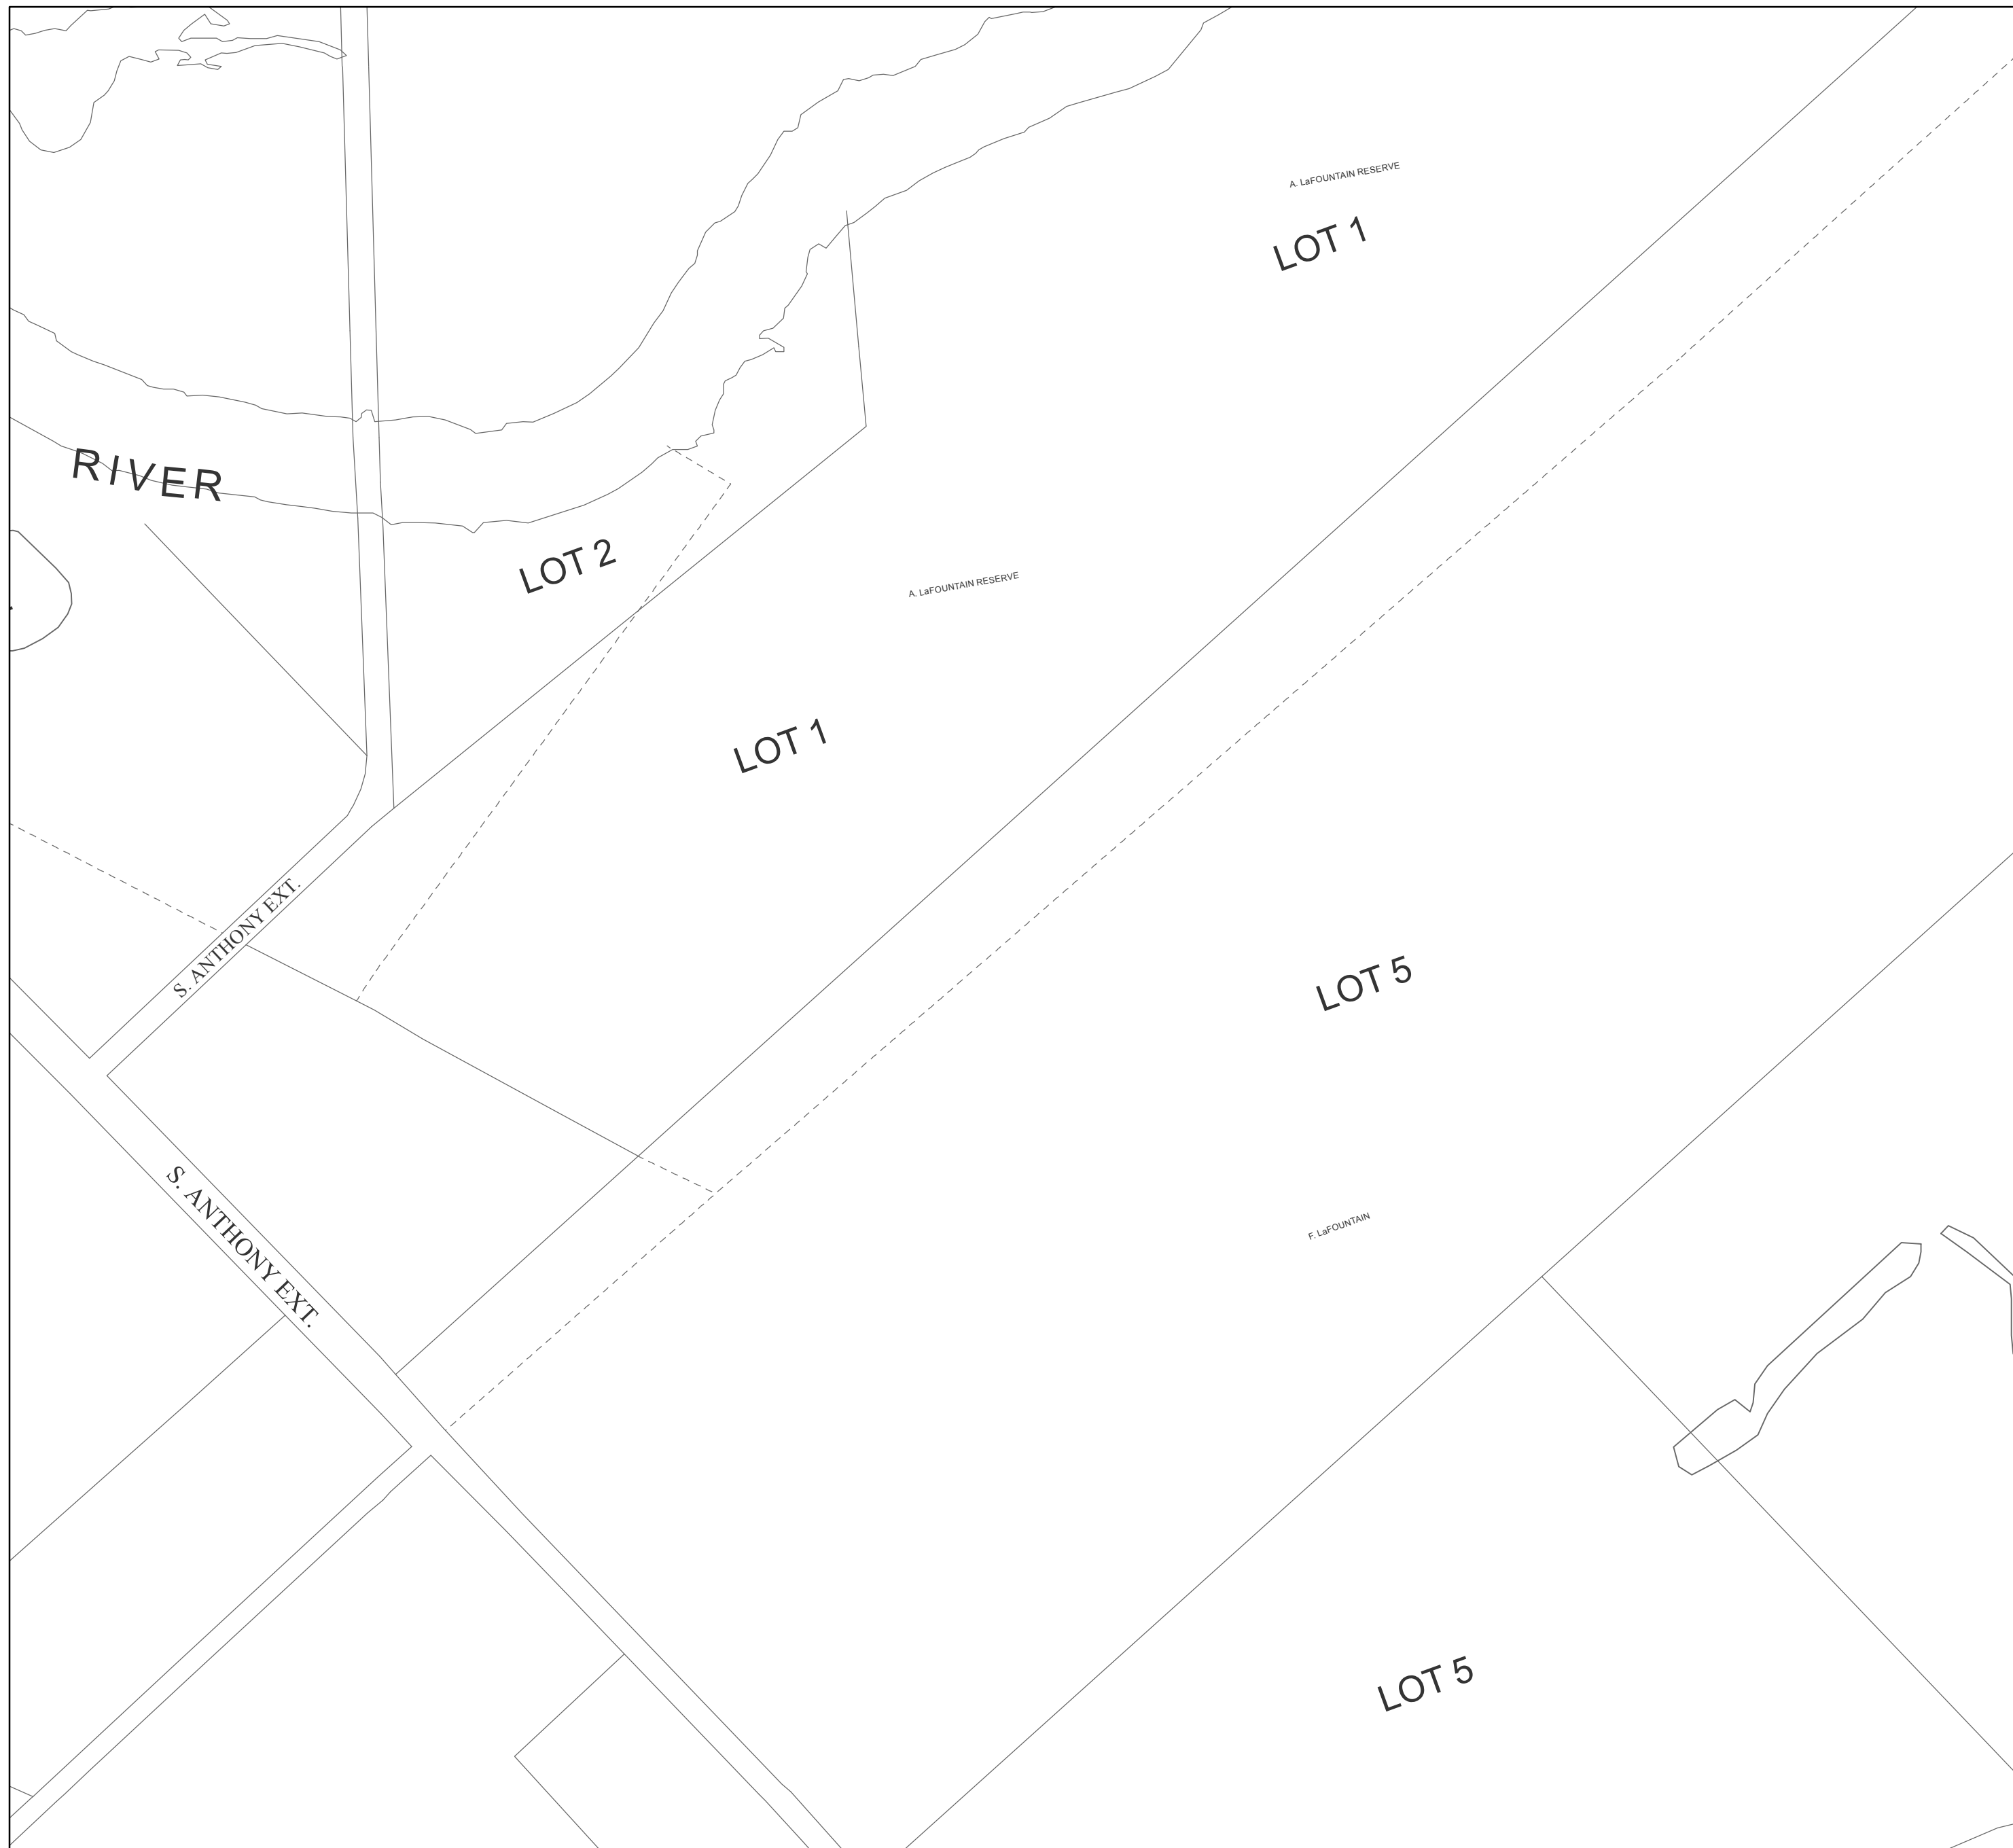 A. LaFOUNTAIN RESERVE
LOT 1
RIVER
LOT 2
A. LaFOUNTAIN RESERVE
LOT 1
S. ANTHONY EXT.
LOT 5
S. ANTHONY EXT.
F. LaFOUNTAIN
LOT 5